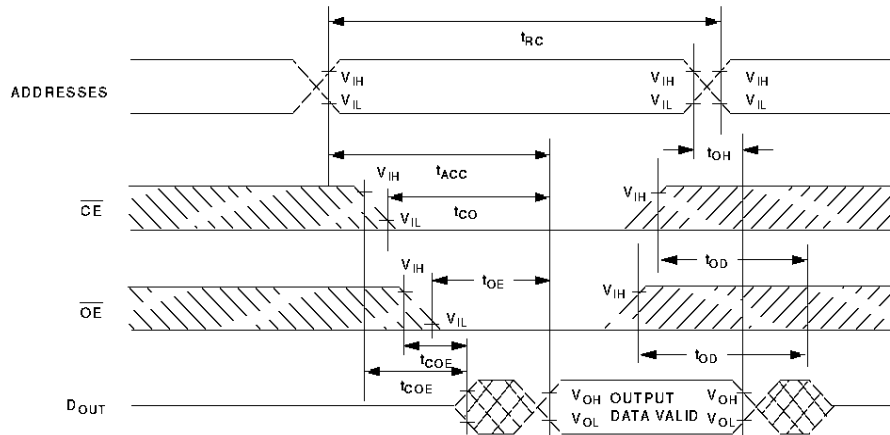 tRC
ADDRESSES
VIH
VIL
VIH
VIL
VIH
VIL
tOH
tACC
VIH
CE
VIL
tCO
VIH
tOD
VIH
tOE
OE
VIL
VIH
tOD
tCOE
tCOE
DOUT
VOH
VOL
OUTPUT
DATA VALID
VOH
VOL